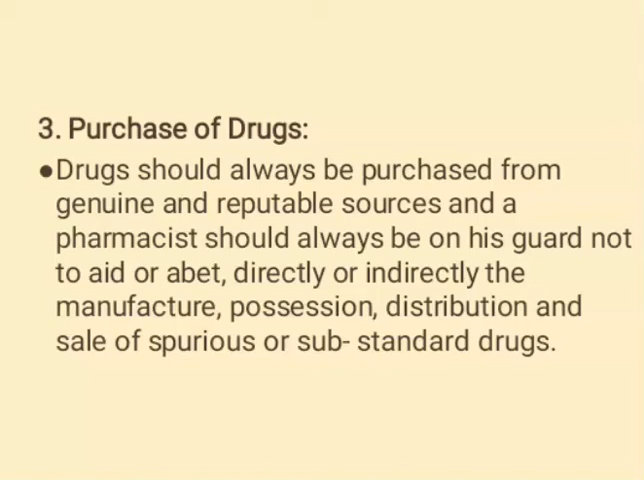 3. Purchase of Drugs:
●Drugs should always be purchased from
genuine and reputable sources and a
pharmacist should always be on his guard not
to aid or abet, directly or indirectly the
manufacture, possession, distribution and
sale of spurious or sub- standard drugs.